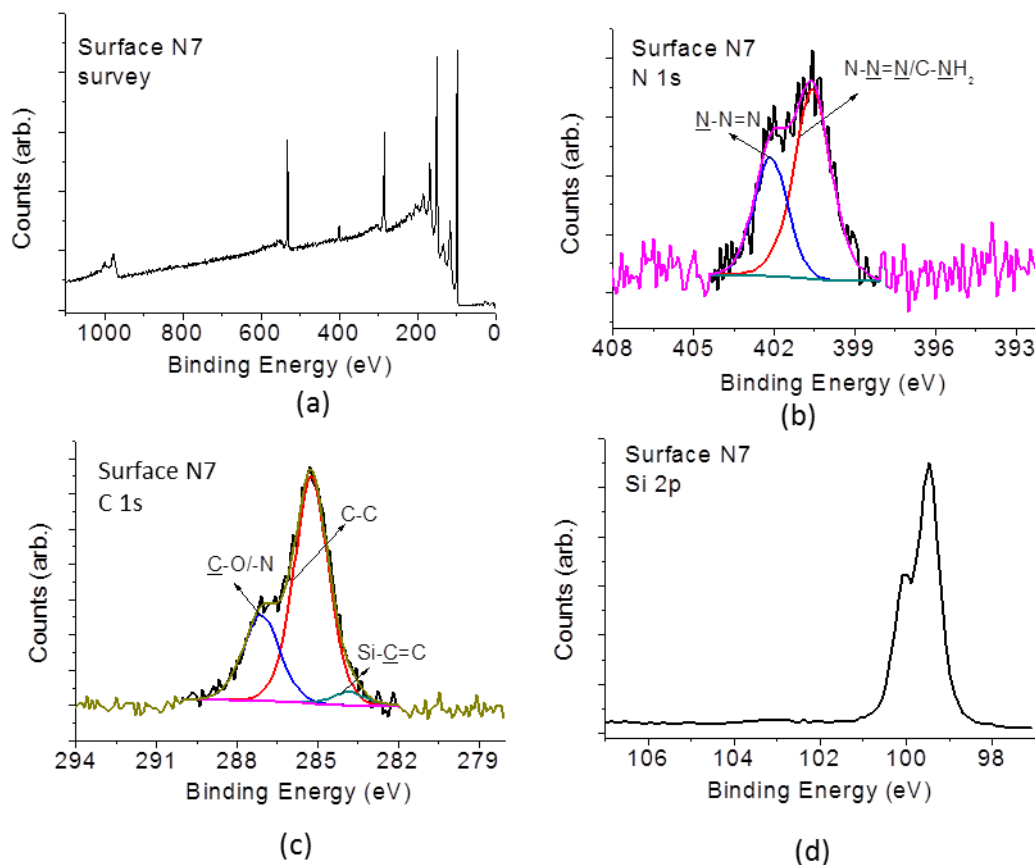 Surface N7
survey
Counts (arb.)
1000 800 600 400 200 0
Binding Energy (eV)
(a)
Surface N7
N 1s
N-N=N/C-NH₂
N-N=N
Counts (arb.)
408 405 402 399 396 393
Binding Energy (eV)
(b)
Surface N7
C 1s
C-C
C-O/-N
Si-C=C
Counts (arb.)
294 291 288 285 282 279
Binding Energy (eV)
(c)
Surface N7
Si 2p
Counts (arb.)
106 104 102 100 98
Binding Energy (eV)
(d)